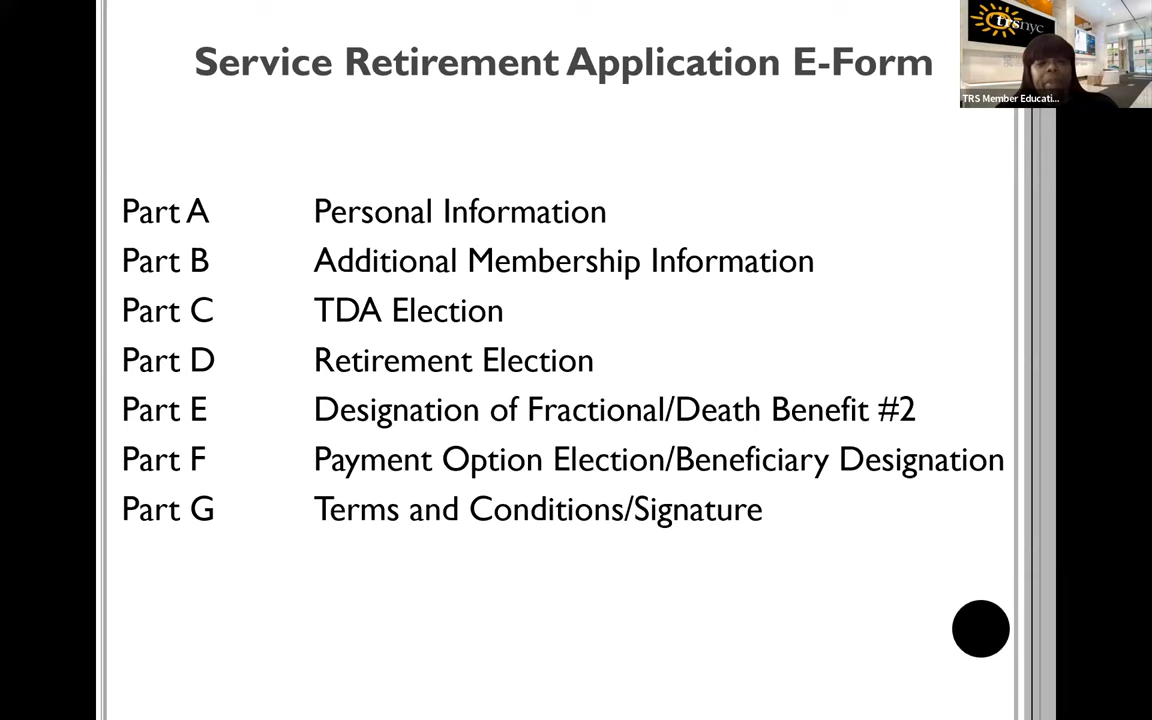 Service Retirement Application E-Form
trsnyc
TRS Member Educati...
Part A Personal Information
Part B Additional Membership Information
Part C TDA Election
Part D Retirement Election
Part E Designation of Fractional/Death Benefit #2
Part F Payment Option Election/Beneficiary Designation
Part G Terms and Conditions/Signature